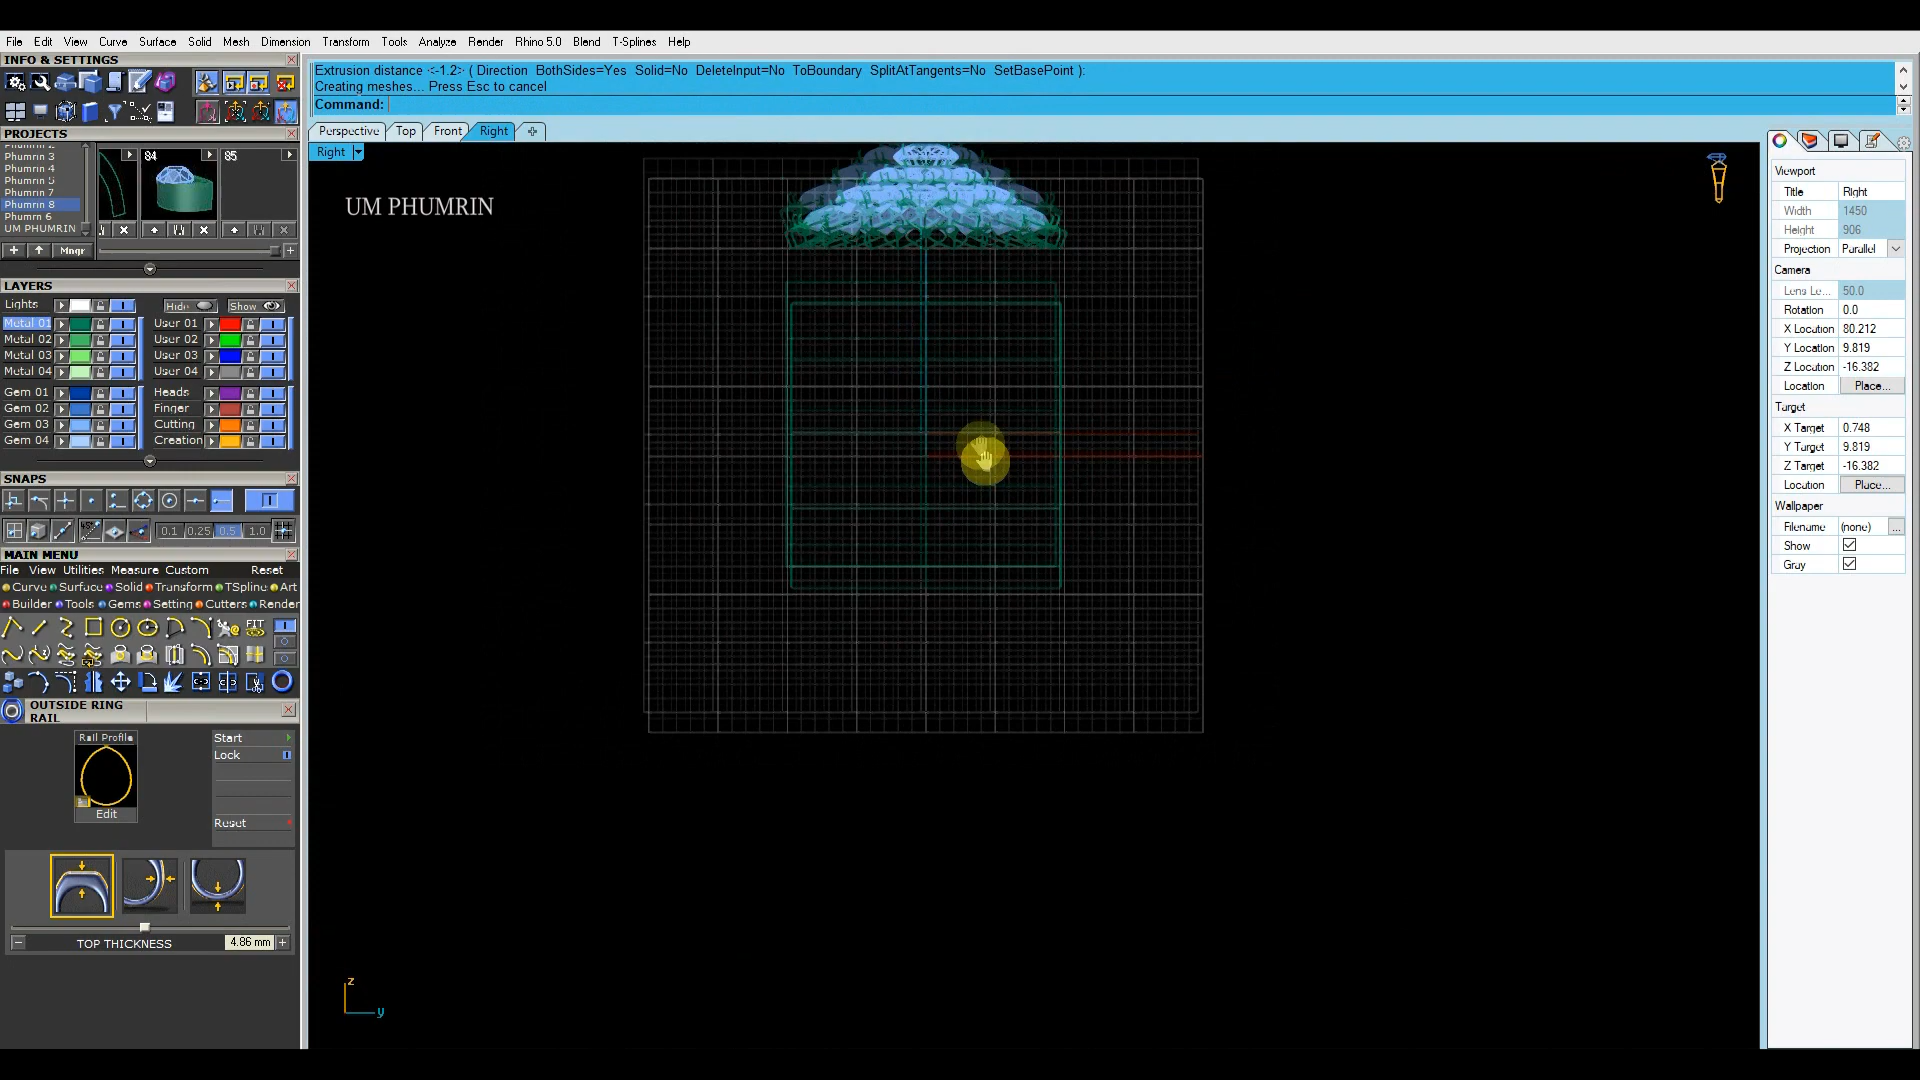 File Edit View Curve Surface Solid Mesh Dimension Transform Tools Analyze Render Rhino 5.0 Blend T-Splines Help
INFO & SETTINGS
Extrusion distance <-1.2> ( Direction BothSides=Yes Solid=No DeleteInput=No ToBoundary SplitAtTangents=No SetBasePoint ):
Creating meshes... Press Esc to cancel
Command:
Perspective Top Front Right
Right
UM PHUMRIN
PROJECTS
Phumrin 3
Phumrin 4
Phumrin 5
Phumrin 7
Phumrin 8
Phumrin 6
UM PHUMRIN
84 85
Mngr
LAYERS
Lights Hide Show
Metal 01 User 01
Metal 02 User 02
Metal 03 User 03
Metal 04 User 04
Gem 01 Heads
Gem 02 Finger
Gem 03 Cutting
Gem 04 Creation
SNAPS
0.1 0.25 0.5 1.0
MAIN MENU
File View Utilities Measure Custom Reset
Curve Surface Solid Transform TSpline Art
Builder Tools Gems Setting Cutters Render
FIT
OUTSIDE RING
RAIL
Rail Profile
Edit
Start
Lock
Reset
TOP THICKNESS 4.86 mm
z
y
Viewport
Title Right
Width 1450
Height 906
Projection Parallel
Camera
Lens Le... 50.0
Rotation 0.0
X Location 80.212
Y Location 9.819
Z Location -16.382
Location Place...
Target
X Target 0.748
Y Target 9.819
Z Target -16.382
Location Place...
Wallpaper
Filename (none) ...
Show
Gray